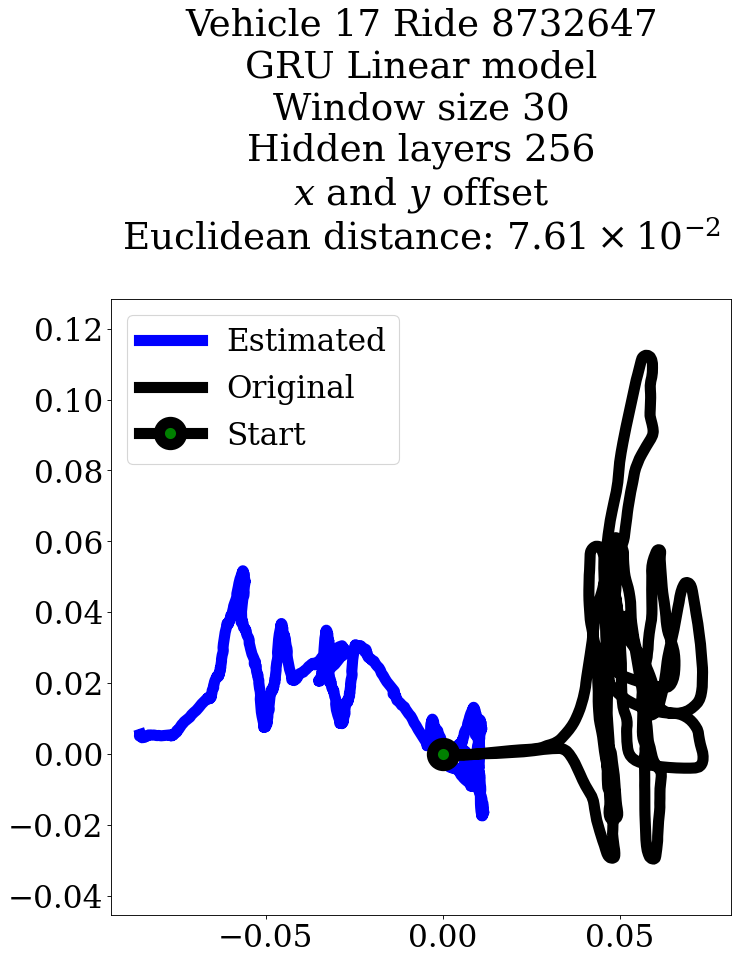 Vehicle 17 Ride 8732647
GRU Linear model
Window size 30
Hidden layers 256
x and y offset
Euclidean distance: 7.61 × 10⁻²
Estimated
Original
Start
0.12
0.10
0.08
0.06
0.04
0.02
0.00
−0.02
−0.04
−0.05 0.00 0.05